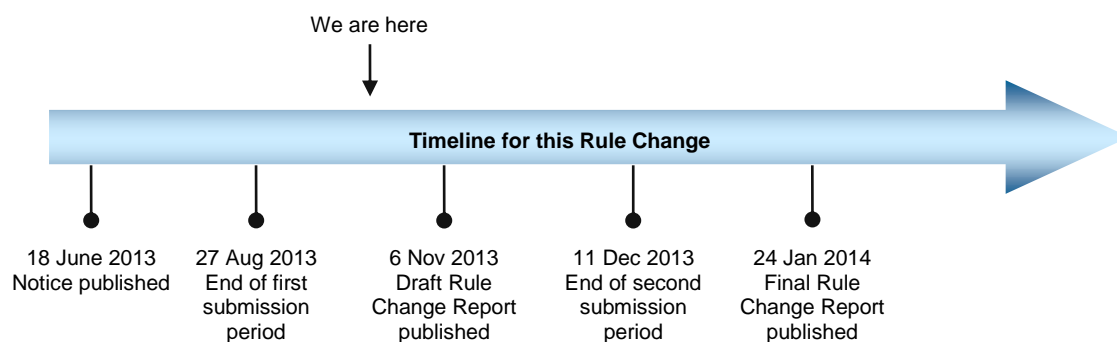 We are here
Timeline for this Rule Change
18 June 2013
Notice published
27 Aug 2013
End of first
submission
period
6 Nov 2013
Draft Rule
Change Report
published
11 Dec 2013
End of second
submission
period
24 Jan 2014
Final Rule
Change Report
published